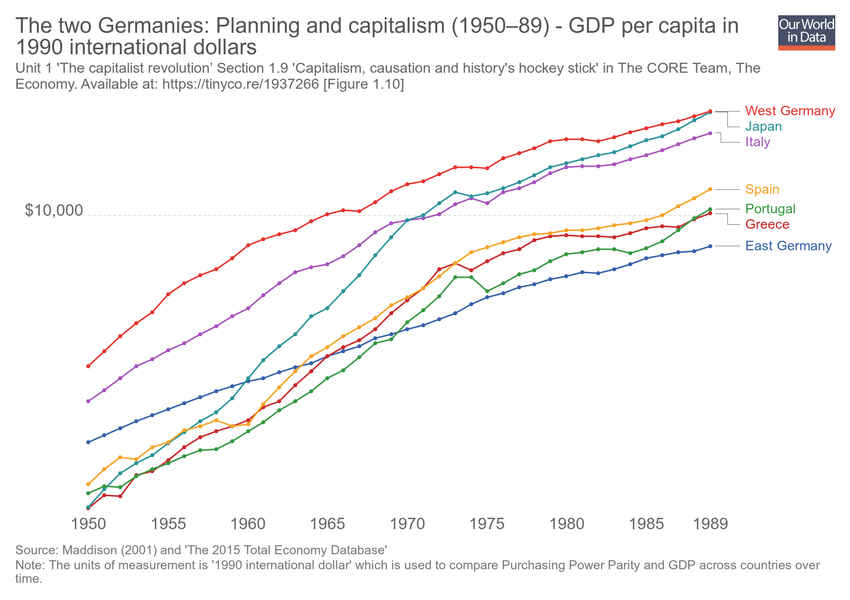 The two Germanies: Planning and capitalism (1950–89) - GDP per capita in
1990 international dollars
Our World
in Data
Unit 1 'The capitalist revolution’ Section 1.9 'Capitalism, causation and history's hockey stick' in The CORE Team, The
Economy. Available at: https://tinyco.re/1937266 [Figure 1.10]
West Germany
Japan
Italy
Spain
$10,000
Portugal
Greece
East Germany
1950 1955 1960 1965 1970 1975 1980 1985 1989
Source: Maddison (2001) and 'The 2015 Total Economy Database'
Note: The units of measurement is '1990 international dollar' which is used to compare Purchasing Power Parity and GDP across countries over
time.